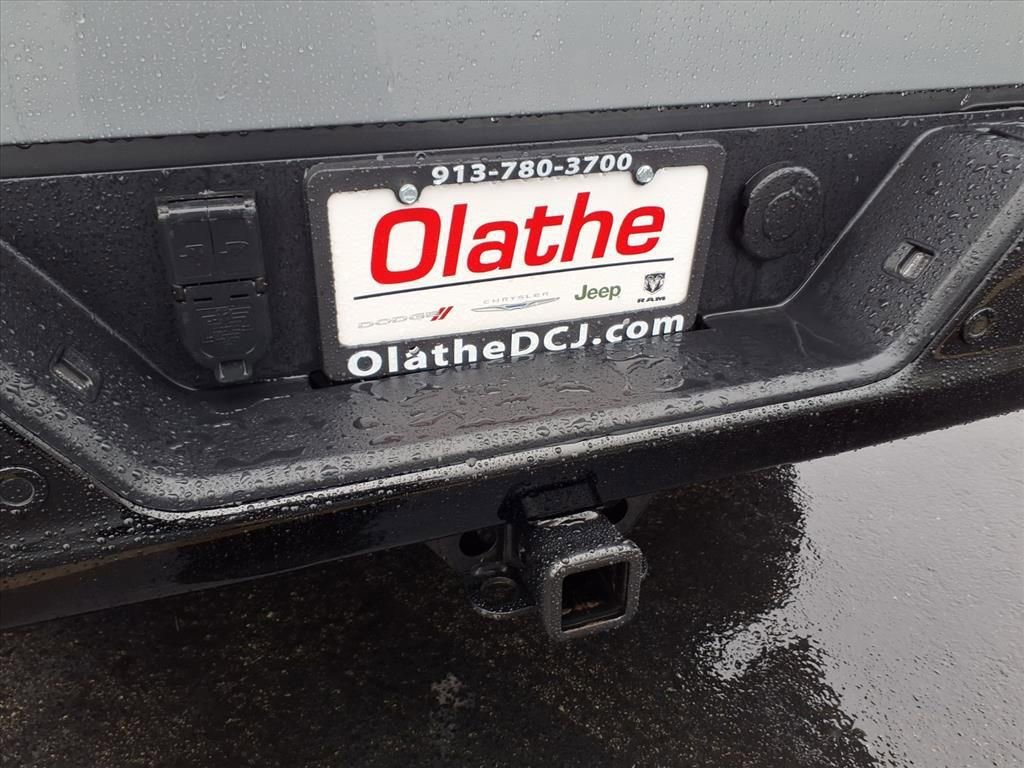 913-780-3700
Olathe
DODGE CHRYSLER Jeep RAM
OlatheDCJ.com